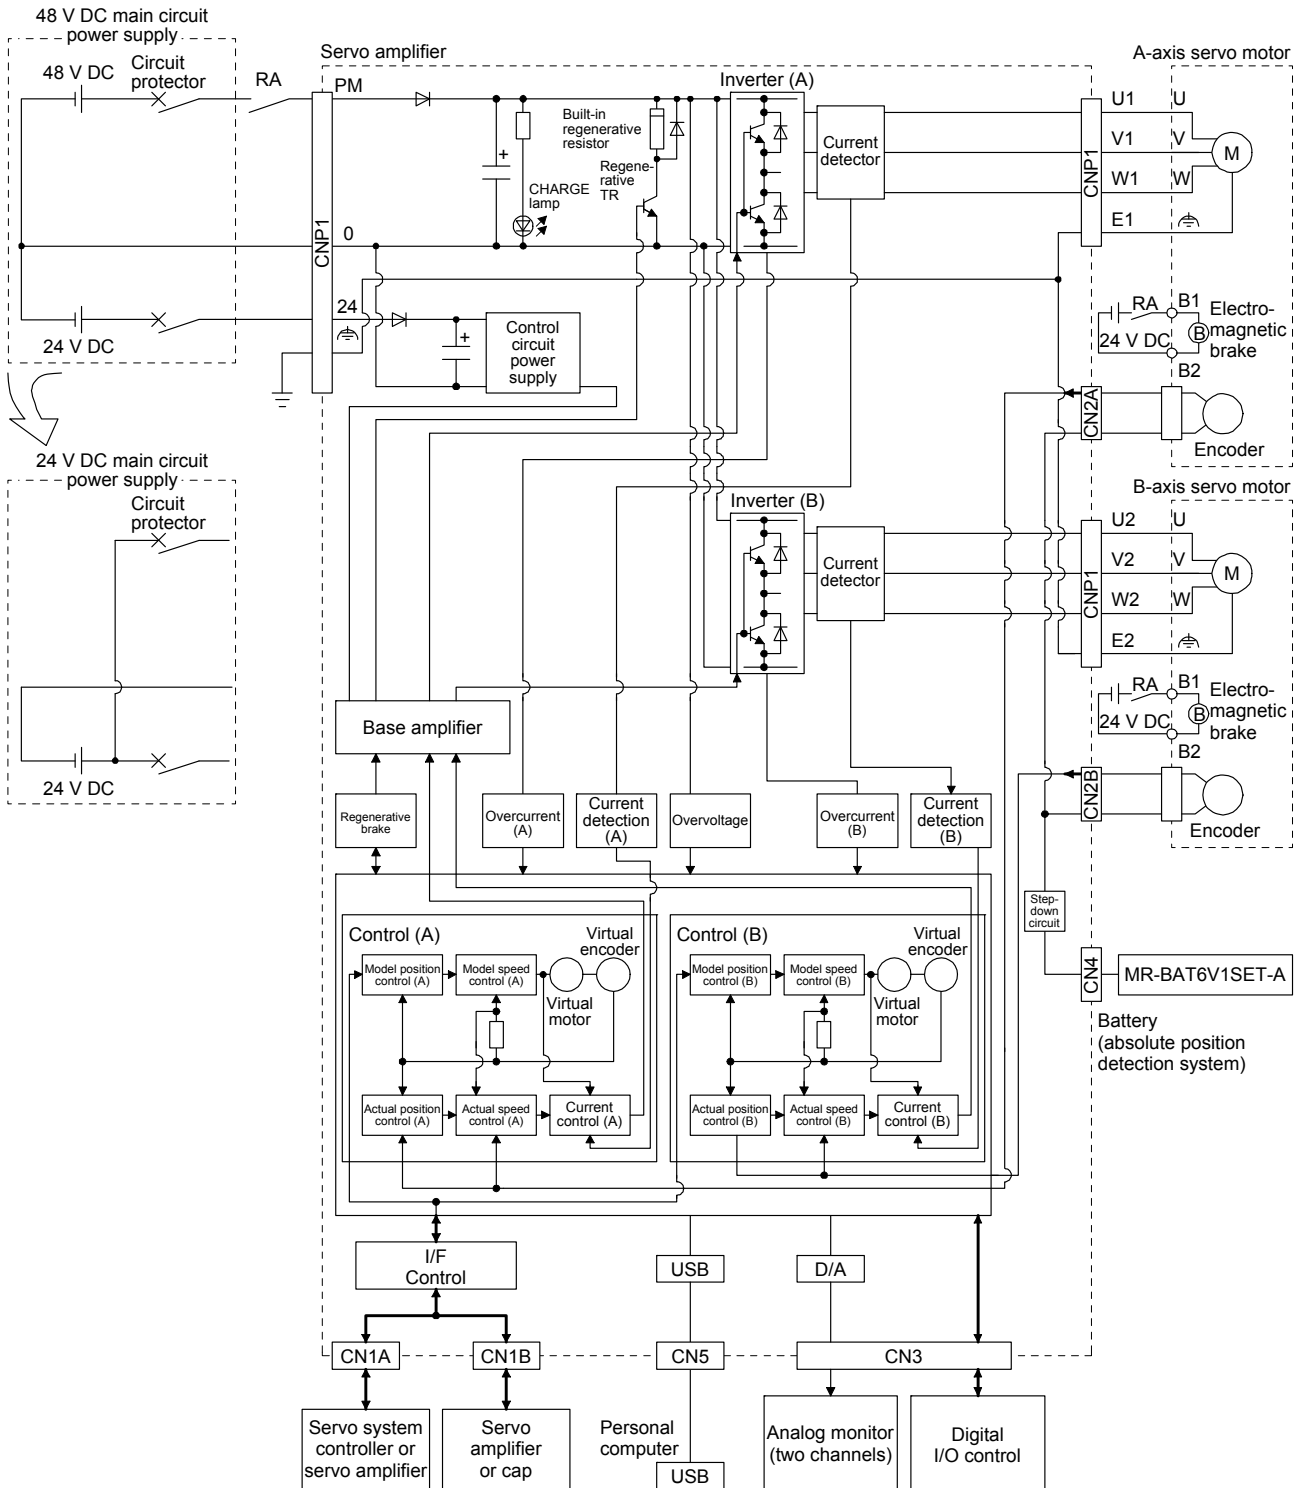 48 V DC main circuit
power supply
48 V DC
Circuit
protector
RA
Servo amplifier
PM
CNP1
0
24
24 V DC
Built-in
regenerative
resistor
Regene-
rative
TR
CHARGE
lamp
+
+
Control
circuit
power
supply
Inverter (A)
Current
detector
CNP1
U1
V1
W1
E1
A-axis servo motor
U
V
W
M
RA
24 V DC
B1
B
B2
Electro-
magnetic
brake
CN2A
Encoder
24 V DC main circuit
power supply
Circuit
protector
24 V DC
Inverter (B)
Current
detector
CNP1
U2
V2
W2
E2
B-axis servo motor
U
V
W
M
RA
24 V DC
B1
B
B2
Electro-
magnetic
brake
CN2B
Encoder
Base amplifier
Regenerative
brake
Overcurrent
(A)
Current
detection
(A)
Overvoltage
Overcurrent
(B)
Current
detection
(B)
Step-
down
circuit
CN4
MR-BAT6V1SET-A
Battery
(absolute position
detection system)
Control (A)
Virtual
encoder
Model position
control (A)
Model speed
control (A)
Virtual
motor
Actual position
control (A)
Actual speed
control (A)
Current
control (A)
Control (B)
Virtual
encoder
Model position
control (B)
Model speed
control (B)
Virtual
motor
Actual position
control (B)
Actual speed
control (B)
Current
control (B)
I/F
Control
USB
D/A
CN1A
CN1B
CN5
CN3
Servo system
controller or
servo amplifier
Servo
amplifier
or cap
Personal
computer
USB
Analog monitor
(two channels)
Digital
I/O control